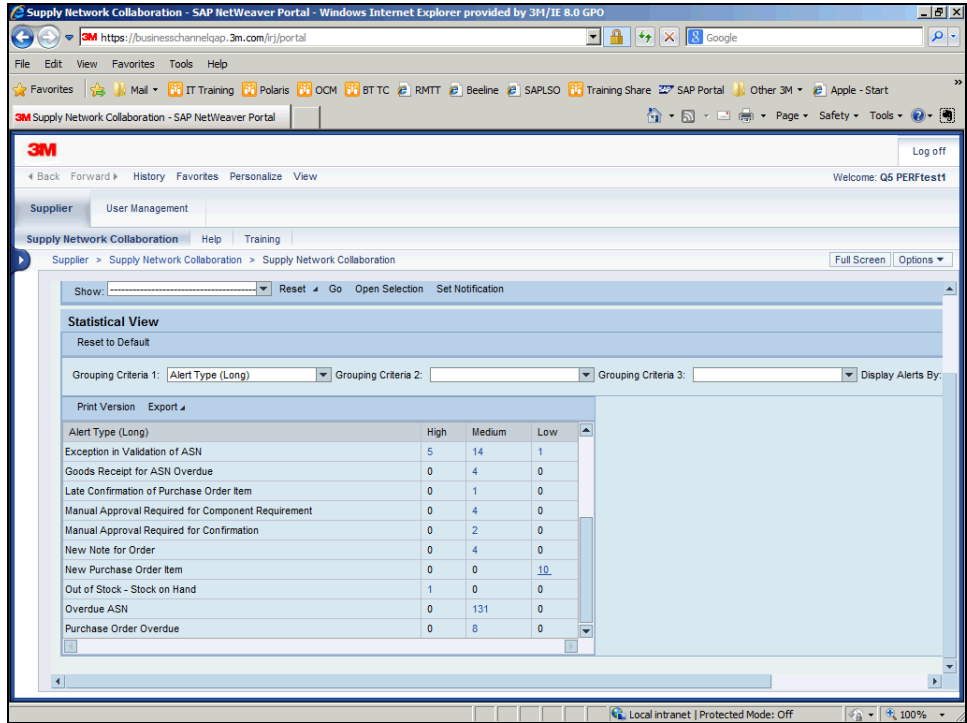 Supply Network Collaboration - SAP NetWeaver Portal - Windows Internet Explorer provided by 3M/IE 8.0 GPO
3M https://businesschannelqap.3m.com/irj/portal Google
File Edit View Favorites Tools Help
Favorites Mail IT Training Polaris OCM BT TC RMTT Beeline SAPLSO Training Share SAP Portal Other 3M Apple - Start »
3M Supply Network Collaboration - SAP NetWeaver Portal Page Safety Tools
3M Log off
Back Forward History Favorites Personalize View Welcome: Q5 PERFtest1
Supplier User Management
Supply Network Collaboration Help Training
Supplier > Supply Network Collaboration > Supply Network Collaboration Full Screen Options
Show: Reset Go Open Selection Set Notification
Statistical View
Reset to Default
Grouping Criteria 1: Alert Type (Long) Grouping Criteria 2: Grouping Criteria 3: Display Alerts By:
Print Version Export
Alert Type (Long) High Medium Low
Exception in Validation of ASN 5 14 1
Goods Receipt for ASN Overdue 0 4 0
Late Confirmation of Purchase Order Item 0 1 0
Manual Approval Required for Component Requirement 0 4 0
Manual Approval Required for Confirmation 0 2 0
New Note for Order 0 4 0
New Purchase Order Item 0 0 10
Out of Stock - Stock on Hand 1 0 0
Overdue ASN 0 131 0
Purchase Order Overdue 0 8 0
Local intranet | Protected Mode: Off 100%